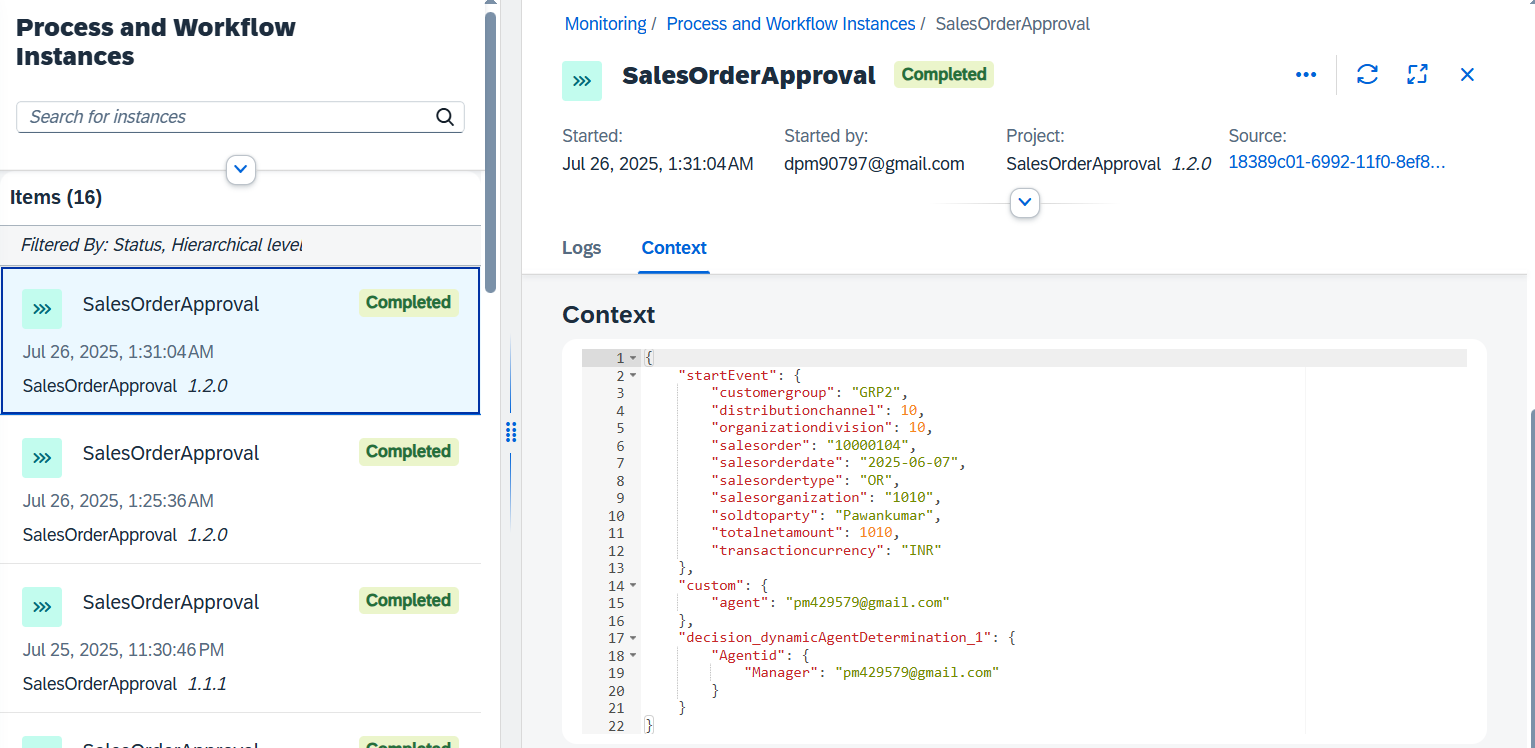 Process and Workflow
Instances
Search for instances
Items (16)
Filtered By: Status, Hierarchical level
SalesOrderApproval Completed
Jul 26, 2025, 1:31:04 AM
SalesOrderApproval 1.2.0
SalesOrderApproval Completed
Jul 26, 2025, 1:25:36 AM
SalesOrderApproval 1.2.0
SalesOrderApproval Completed
Jul 25, 2025, 11:30:46 PM
SalesOrderApproval 1.1.1
SalesOrderApproval Completed
Monitoring / Process and Workflow Instances / SalesOrderApproval
SalesOrderApproval Completed
Started: Started by: Project: Source:
Jul 26, 2025, 1:31:04 AM dpm90797@gmail.com SalesOrderApproval 1.2.0 18389c01-6992-11f0-8ef8...
Logs Context
Context
1 {
2 "startEvent": {
3 "customergroup": "GRP2",
4 "distributionchannel": 10,
5 "organizationdivision": 10,
6 "salesorder": "10000104",
7 "salesorderdate": "2025-06-07",
8 "salesordertype": "OR",
9 "salesorganization": "1010",
10 "soldtoparty": "Pawankumar",
11 "totalnetamount": 1010,
12 "transactioncurrency": "INR"
13 },
14 "custom": {
15 "agent": "pm429579@gmail.com"
16 },
17 "decision_dynamicAgentDetermination_1": {
18 "Agentid": {
19 "Manager": "pm429579@gmail.com"
20 }
21 }
22 }